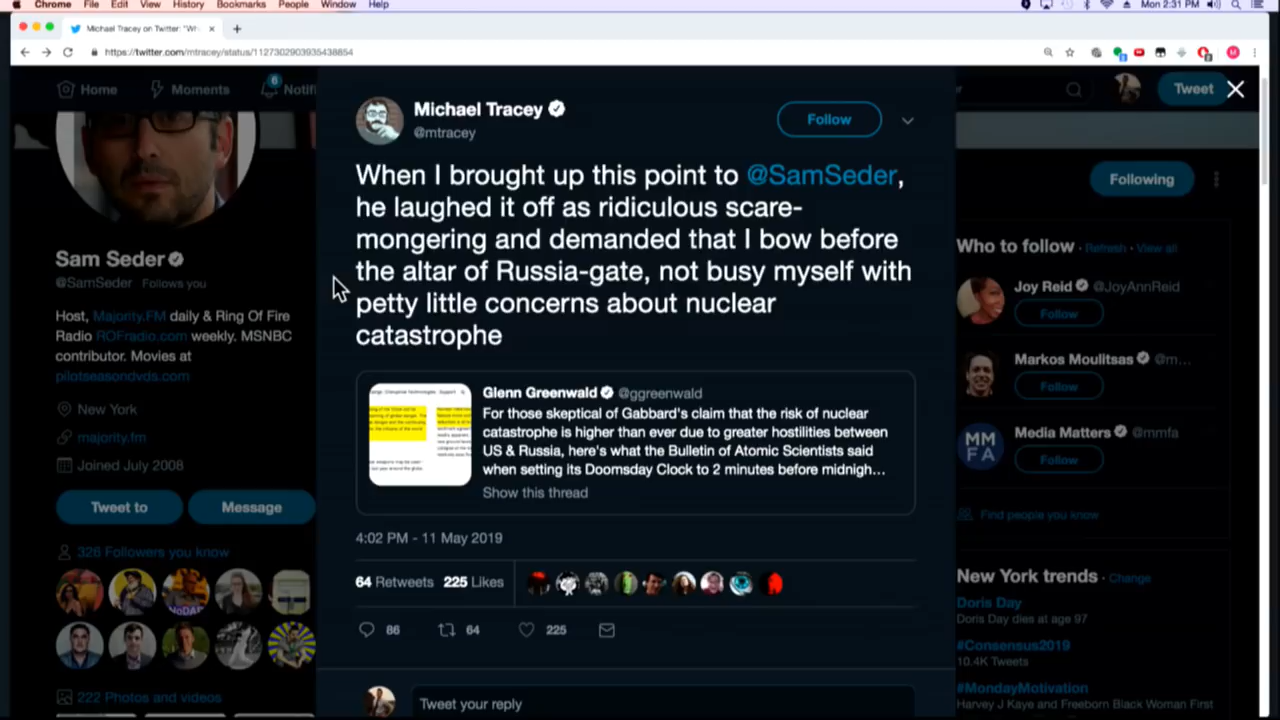 Chrome File Edit View History Bookmarks People Window Help
Mon 2:31 PM
Michael Tracey on Twitter: "Wh
https://twitter.com/mtracey/status/1127302903935438854
Home Moments Notifi
6
Tweet
Michael Tracey
@mtracey
Follow
When I brought up this point to @SamSeder,
he laughed it off as ridiculous scare-
mongering and demanded that I bow before
the altar of Russia-gate, not busy myself with
petty little concerns about nuclear
catastrophe
Glenn Greenwald @ggreenwald
For those skeptical of Gabbard's claim that the risk of nuclear
catastrophe is higher than ever due to greater hostilities between
US & Russia, here's what the Bulletin of Atomic Scientists said
when setting its Doomsday Clock to 2 minutes before midnigh...
Show this thread
4:02 PM - 11 May 2019
64 Retweets 225 Likes
86 64 225
Tweet your reply
Sam Seder
@SamSeder Follows you
Host, Majority.FM daily & Ring Of Fire
Radio ROFradio.com weekly. MSNBC
contributor. Movies at
pilotseasondvds.com
New York
majority.fm
Joined July 2008
Tweet to Message
326 Followers you know
222 Photos and videos
Following
Who to follow · Refresh · View all
Joy Reid @JoyAnnReid
Follow
Markos Moulitsas @m...
Follow
Media Matters @mmfa
Follow
MM
FA
Find people you know
New York trends · Change
Doris Day
Doris Day dies at age 97
#Consensus2019
10.4K Tweets
#MondayMotivation
Harvey J Kaye and Freeborn Black Woman First